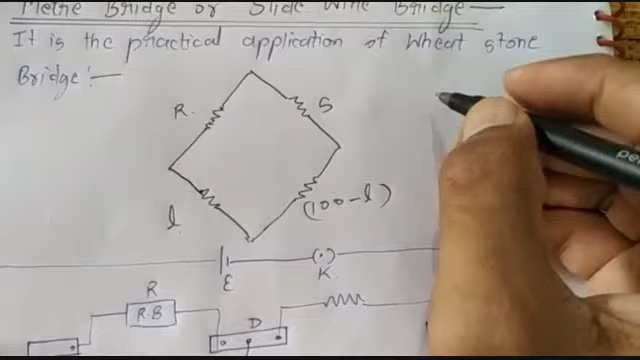 Metre Bridge or Slide Wire Bridge —
It is the practical application of Wheat stone
Bridge :—
R. S
l (100-l)
E K.
R
R.B D